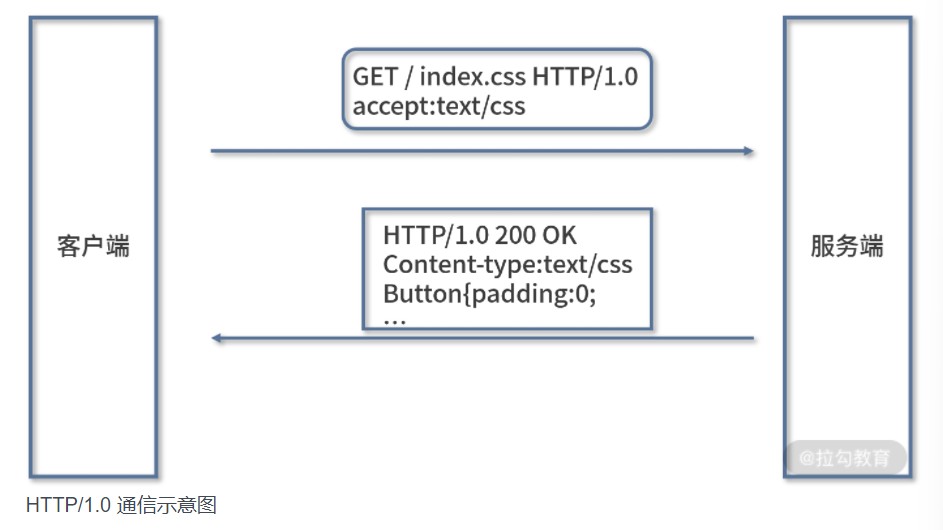 GET / index.css HTTP/1.0
accept:text/css
客户端
HTTP/1.0 200 OK
Content-type:text/css
Button{padding:0;
...
服务端
@拉勾教育
HTTP/1.0 通信示意图